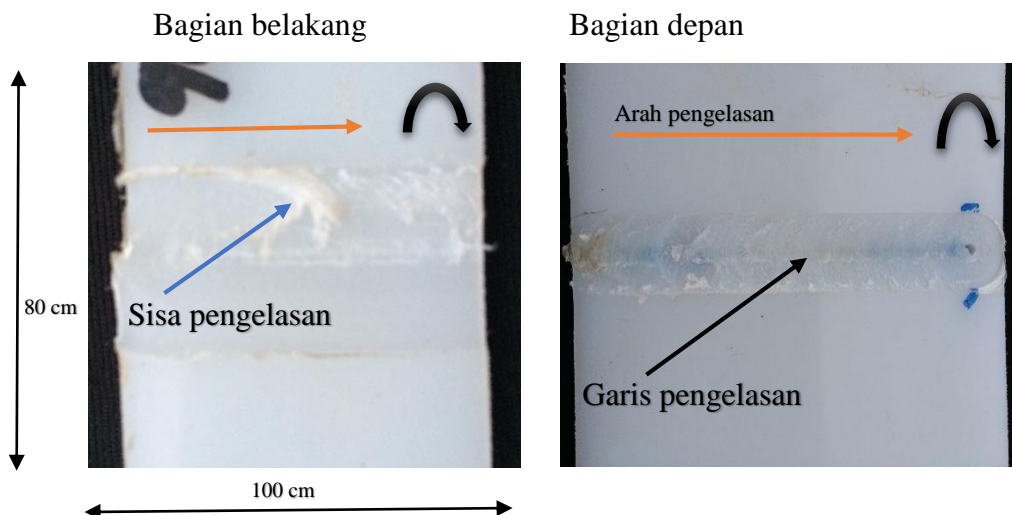 Bagian belakang
Bagian depan
Arah pengelasan
80 cm
Sisa pengelasan
Garis pengelasan
100 cm